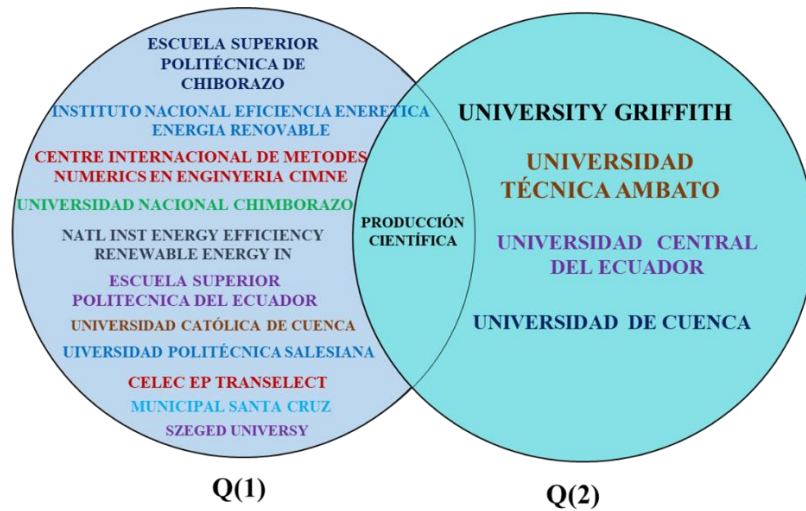 ESCUELA SUPERIOR
POLITÉCNICA DE
CHIBORAZO
INSTITUTO NACIONAL EFICIENCIA ENERETICA
ENERGIA RENOVABLE
CENTRE INTERNACIONAL DE METODES
NUMERICS EN ENGINYERIA CIMNE
UNIVERSIDAD NACIONAL CHIMBORAZO
NATL INST ENERGY EFFICIENCY
RENEWABLE ENERGY IN
ESCUELA SUPERIOR
POLITECNICA DEL ECUADOR
UNIVERSIDAD CATÓLICA DE CUENCA
UIVERSIDAD POLITÉCNICA SALESIANA
CELEC EP TRANSELECT
MUNICIPAL SANTA CRUZ
SZEGED UNIVERSY
PRODUCCIÓN
CIENTÍFICA
UNIVERSITY GRIFFITH
UNIVERSIDAD
TÉCNICA AMBATO
UNIVERSIDAD CENTRAL
DEL ECUADOR
UNIVERSIDAD DE CUENCA
Q(1)
Q(2)